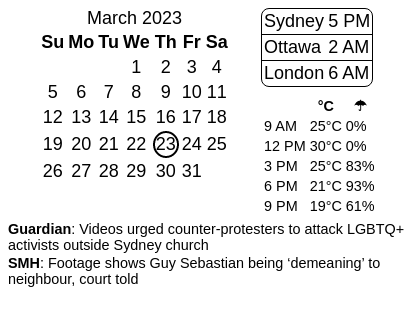 March 2023
Su Mo Tu We Th Fr Sa
1 2 3 4
5 6 7 8 9 10 11
12 13 14 15 16 17 18
19 20 21 22 23 24 25
26 27 28 29 30 31
Sydney 5 PM
Ottawa 2 AM
London 6 AM
°C ☂
9 AM 25°C 0%
12 PM 30°C 0%
3 PM 25°C 83%
6 PM 21°C 93%
9 PM 19°C 61%
Guardian: Videos urged counter-protesters to attack LGBTQ+
activists outside Sydney church
SMH: Footage shows Guy Sebastian being ‘demeaning’ to
neighbour, court told